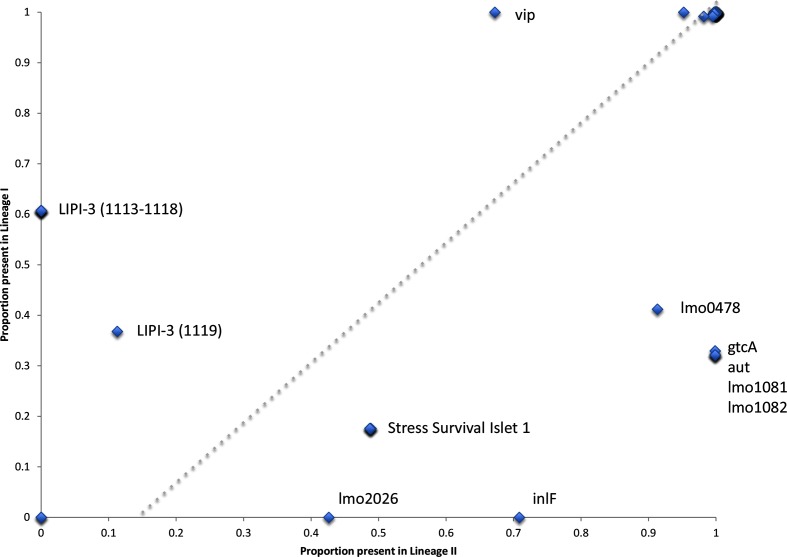 1
vip
0.9
0.8
0.7
0.6
LIPI-3 (1113-1118)
0.5
0.4
lmo0478
LIPI-3 (1119)
0.3
gtcA
aut
lmo1081
lmo1082
0.2
Stress Survival Islet 1
0.1
lmo2026
inlF
0
0 0.1 0.2 0.3 0.4 0.5 0.6 0.7 0.8 0.9 1
Proportion present in Lineage II
Proportion present in Lineage I